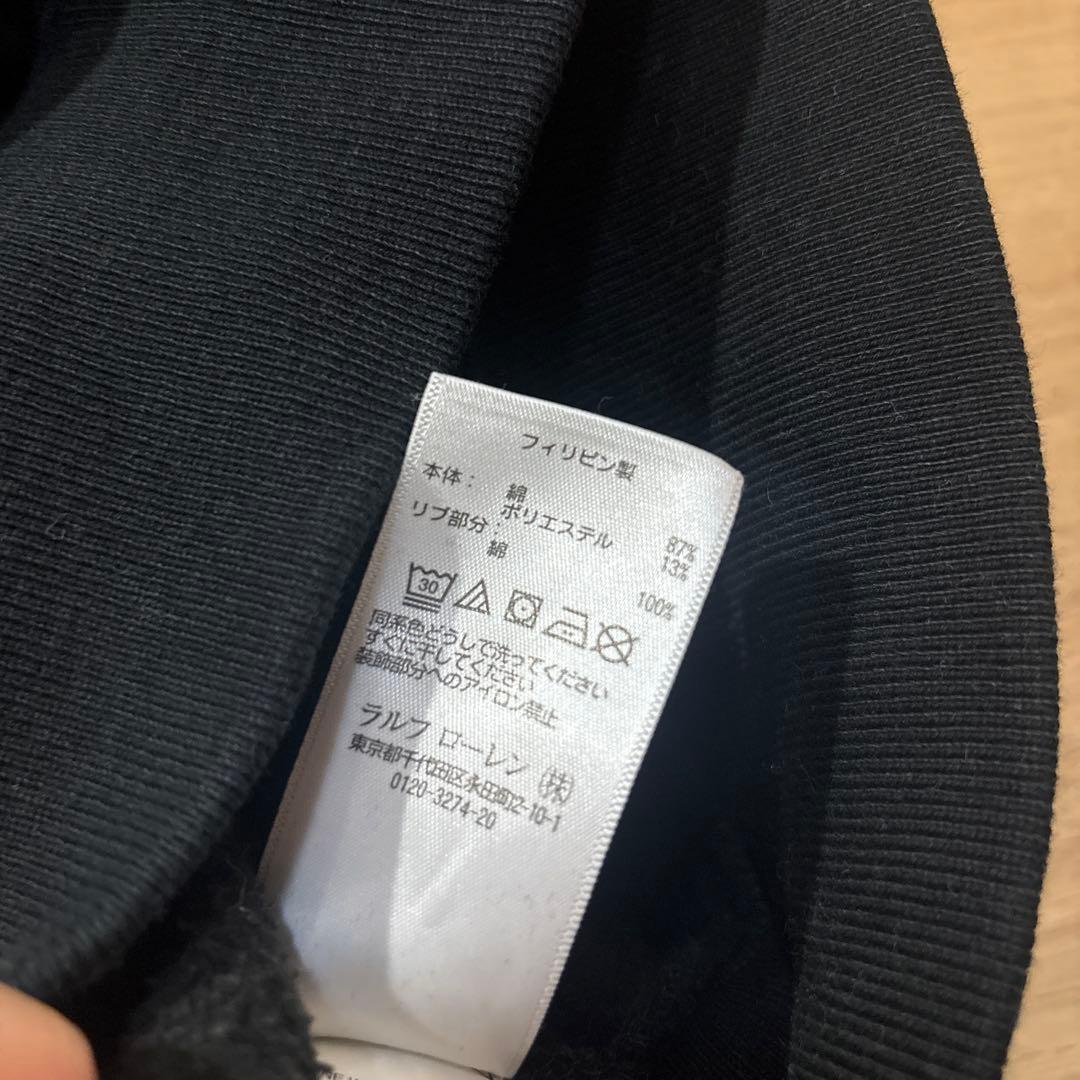 フィリピン製
本体: 綿 87%
ポリエステル 13%
リブ部分:
綿 100%
30
同系色どうしで洗ってください
すぐに干してください
装飾部分へのアイロン禁止
ラルフ ローレン (株)
東京都千代田区永田町2-10-1
0120-3274-20